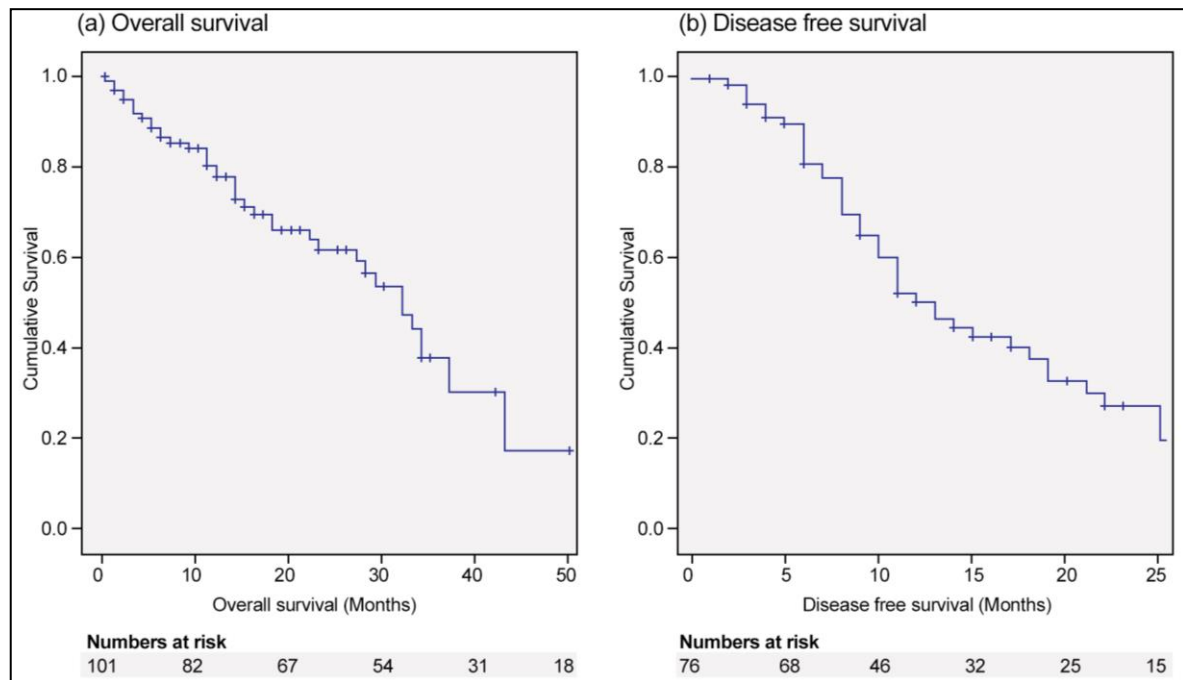 (a) Overall survival
1.0
0.8
0.6
0.4
0.2
0.0
Cumulative Survival
0 10 20 30 40 50
Overall survival (Months)
Numbers at risk
101 82 67 54 31 18
(b) Disease free survival
1.0
0.8
0.6
0.4
0.2
0.0
Cumulative Survival
0 5 10 15 20 25
Disease free survival (Months)
Numbers at risk
76 68 46 32 25 15